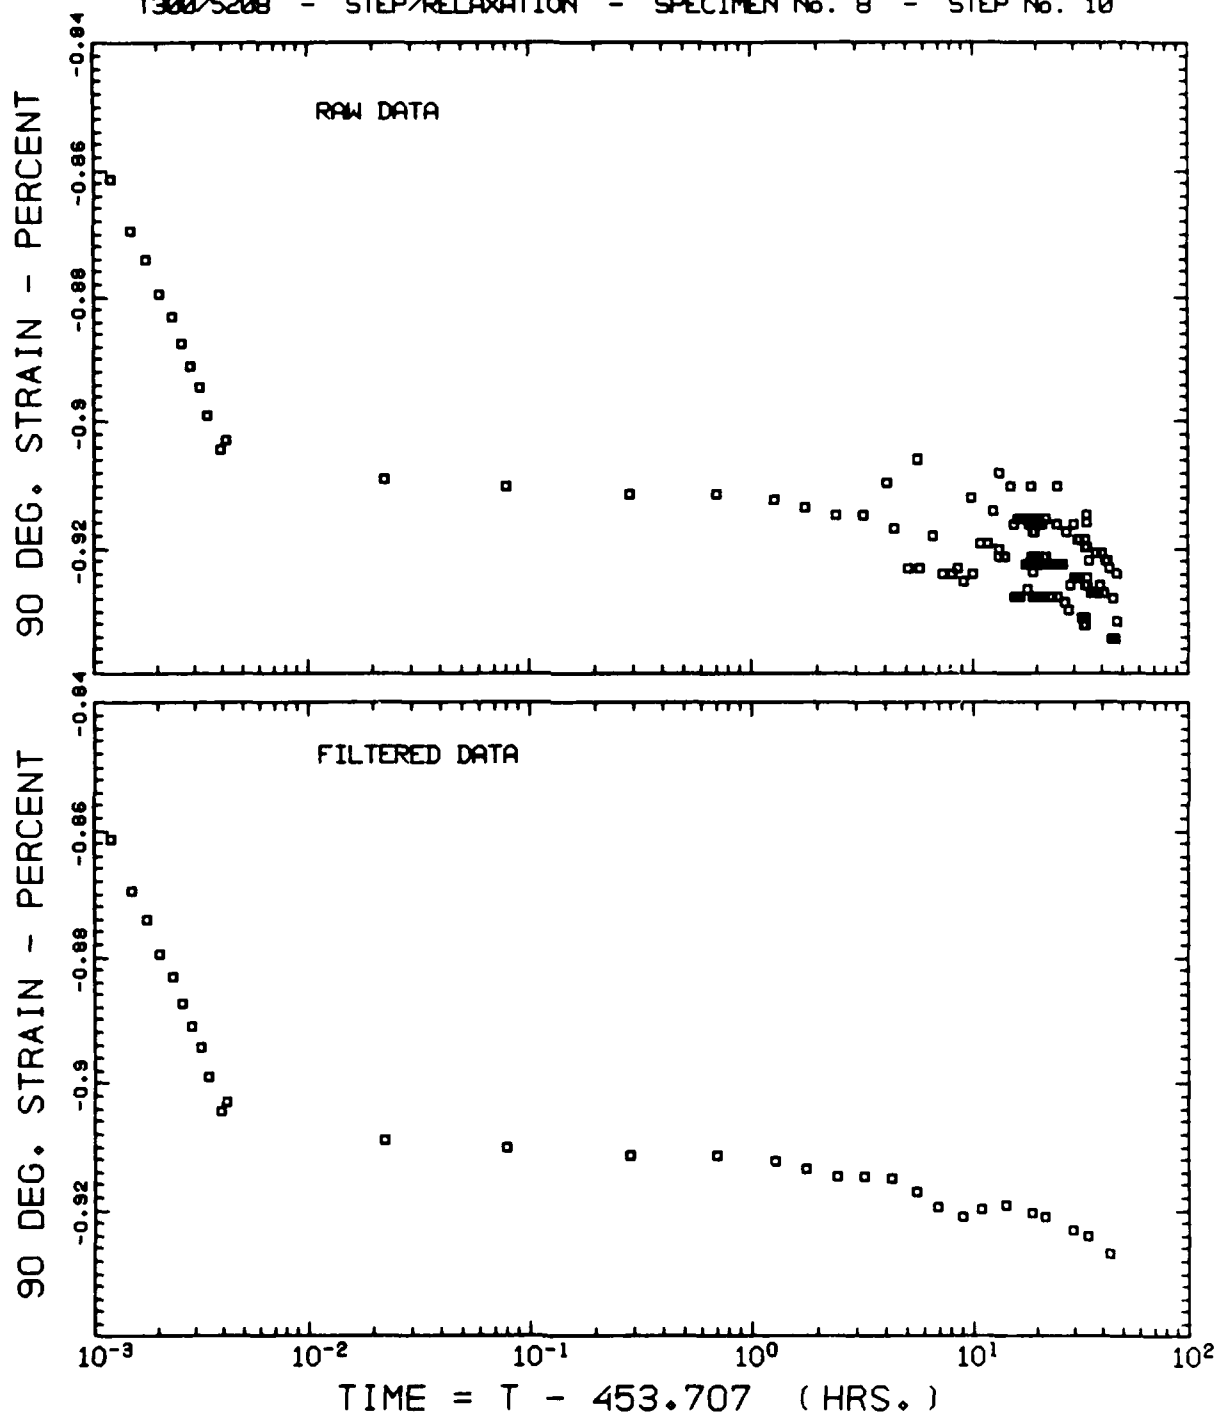 T300/5208 - STEP/RELAXATION - SPECIMEN No. 8 - STEP No. 10
-0.84
RAW DATA
-0.86
-0.88
-0.9
-0.92
90 DEG. STRAIN - PERCENT
-0.84
FILTERED DATA
-0.86
-0.88
-0.9
-0.92
90 DEG. STRAIN - PERCENT
10⁻³ 10⁻² 10⁻¹ 10⁰ 10¹ 10²
TIME = T - 453.707 (HRS.)